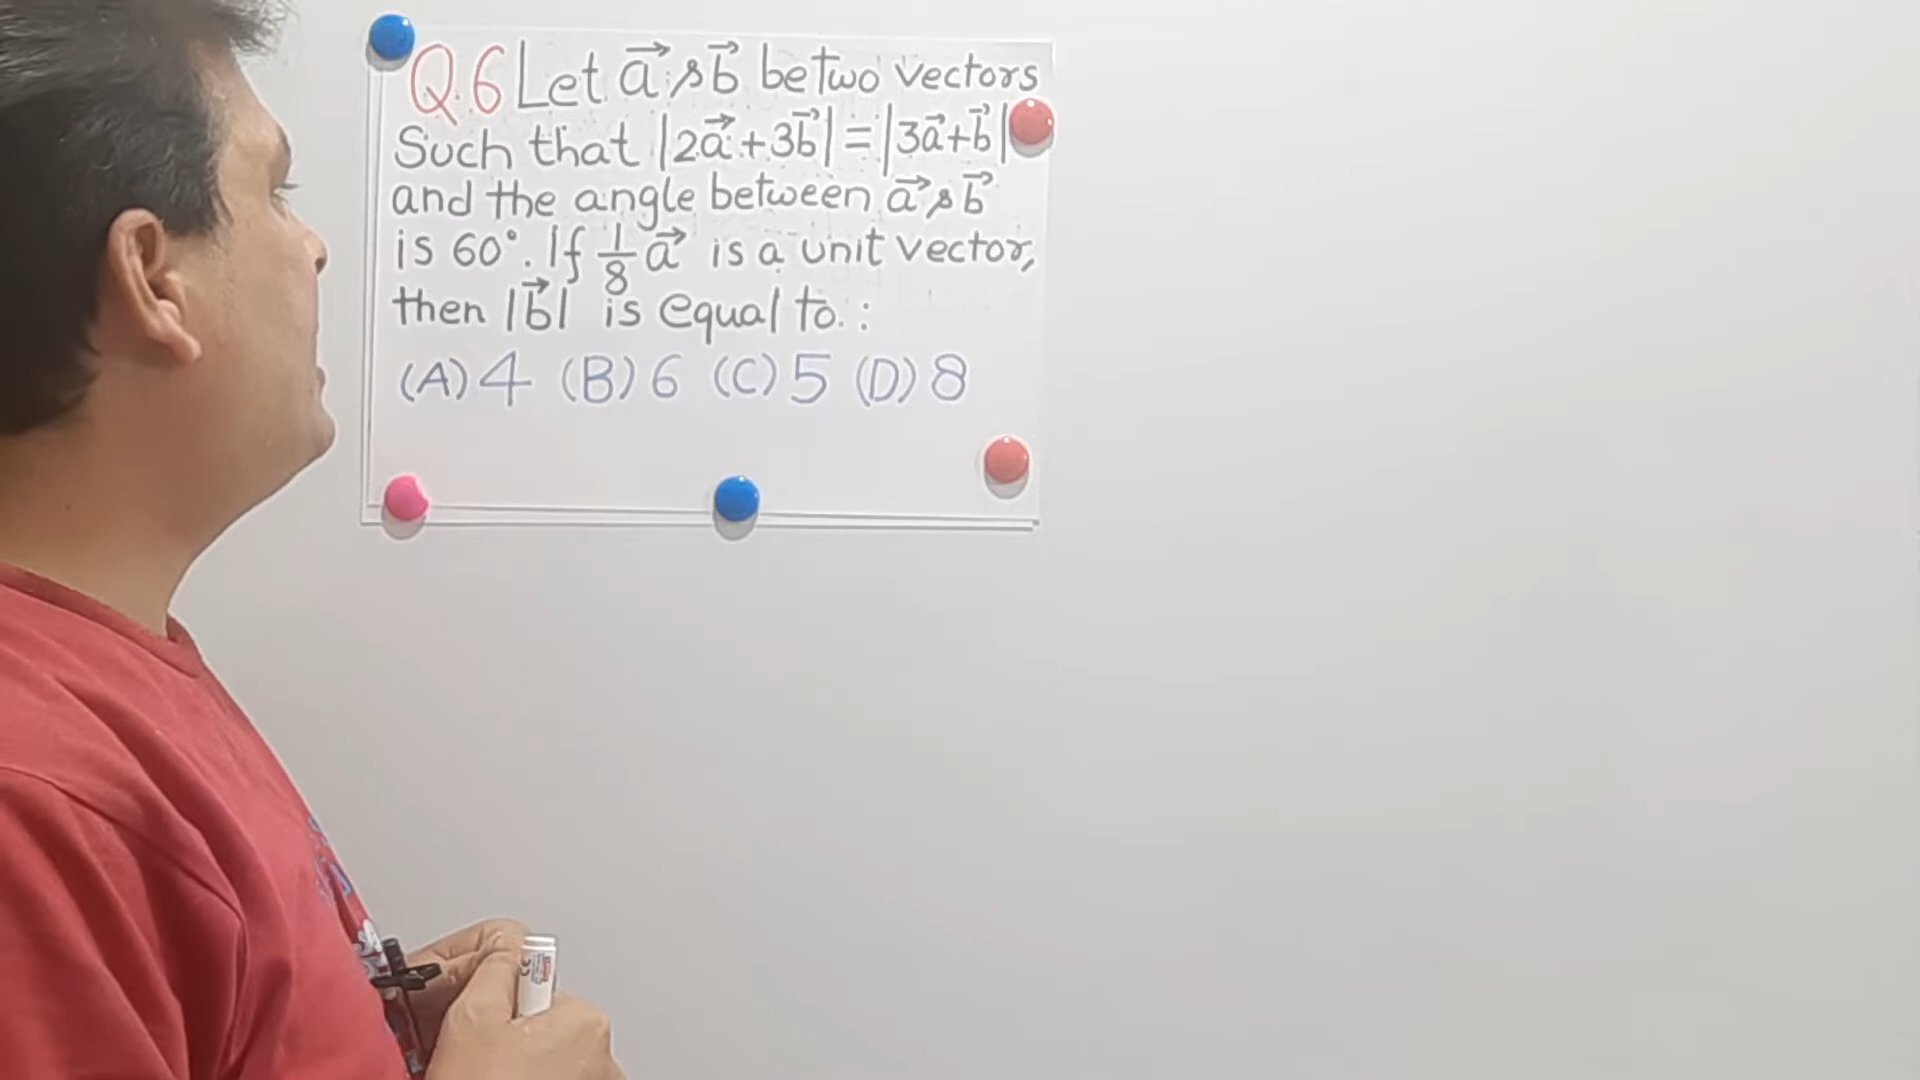 Q.6 Let a⃗ & b⃗ be two vectors
Such that |2a⃗+3b⃗|=|3a⃗+b⃗|
and the angle between a⃗ & b⃗
is 60°. If 1/8 a⃗ is a unit vector,
then |b⃗| is equal to. :
(A) 4 (B) 6 (C) 5 (D) 8